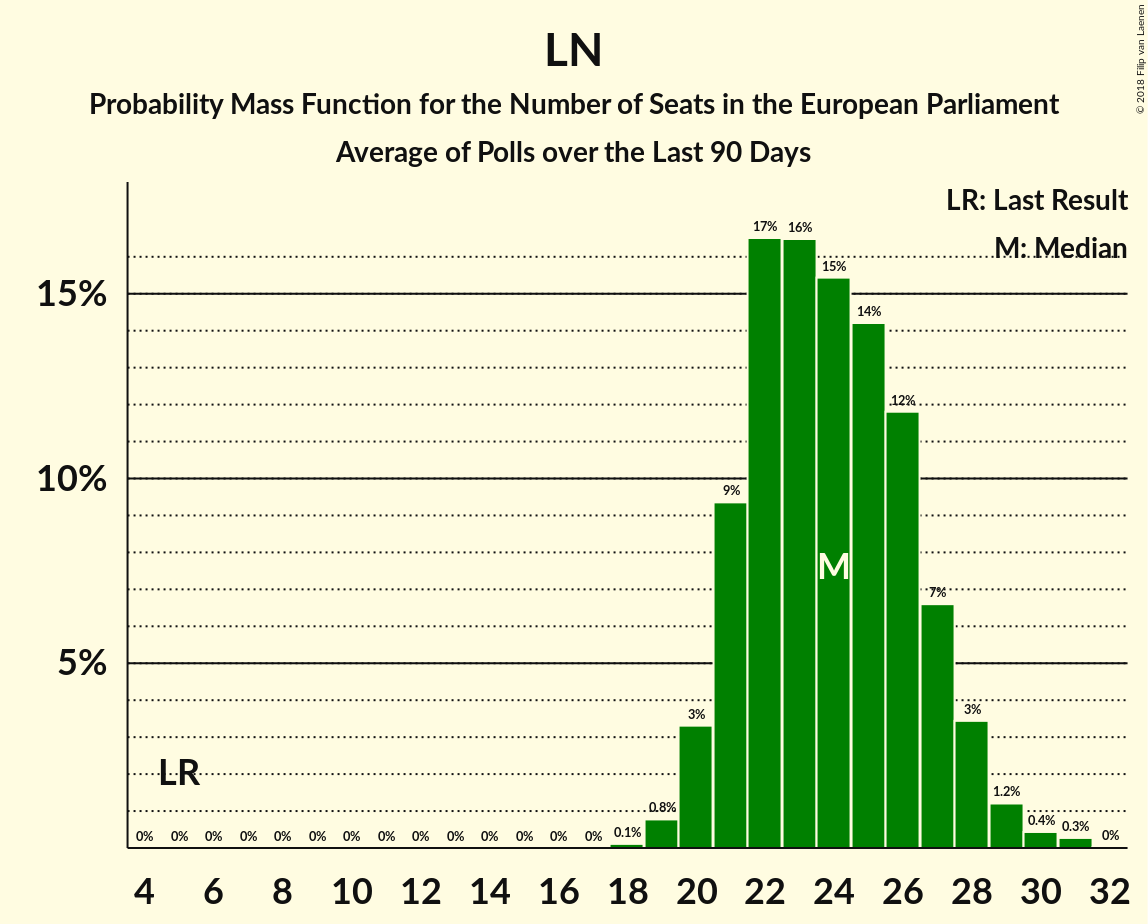 LN
Probability Mass Function for the Number of Seats in the European Parliament
Average of Polls over the Last 90 Days
© 2018 Filip van Laenen
LR: Last Result
M: Median
17%
16%
15%
14%
12%
9%
7%
3%
3%
1.2%
0.8%
0.4%
0.3%
0.1%
0% 0% 0% 0% 0% 0% 0% 0% 0% 0% 0% 0% 0% 0% 0%
15%
10%
5%
M
LR
4 6 8 10 12 14 16 18 20 22 24 26 28 30 32